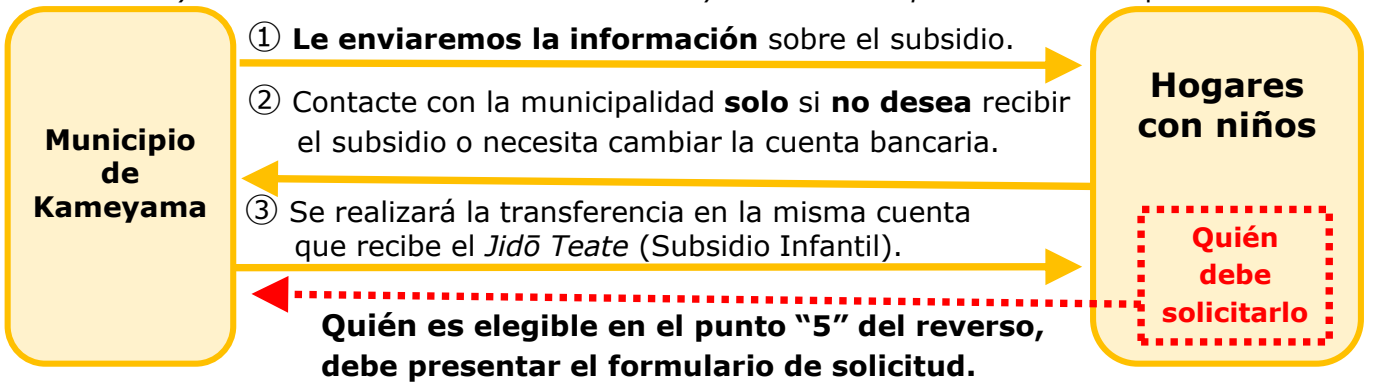 Municipio
de
Kameyama
① Le enviaremos la información sobre el subsidio.
② Contacte con la municipalidad solo si no desea recibir
el subsidio o necesita cambiar la cuenta bancaria.
③ Se realizará la transferencia en la misma cuenta
que recibe el Jidō Teate (Subsidio Infantil).
Quién es elegible en el punto “5” del reverso,
debe presentar el formulario de solicitud.
Hogares
con niños
Quién
debe
solicitarlo